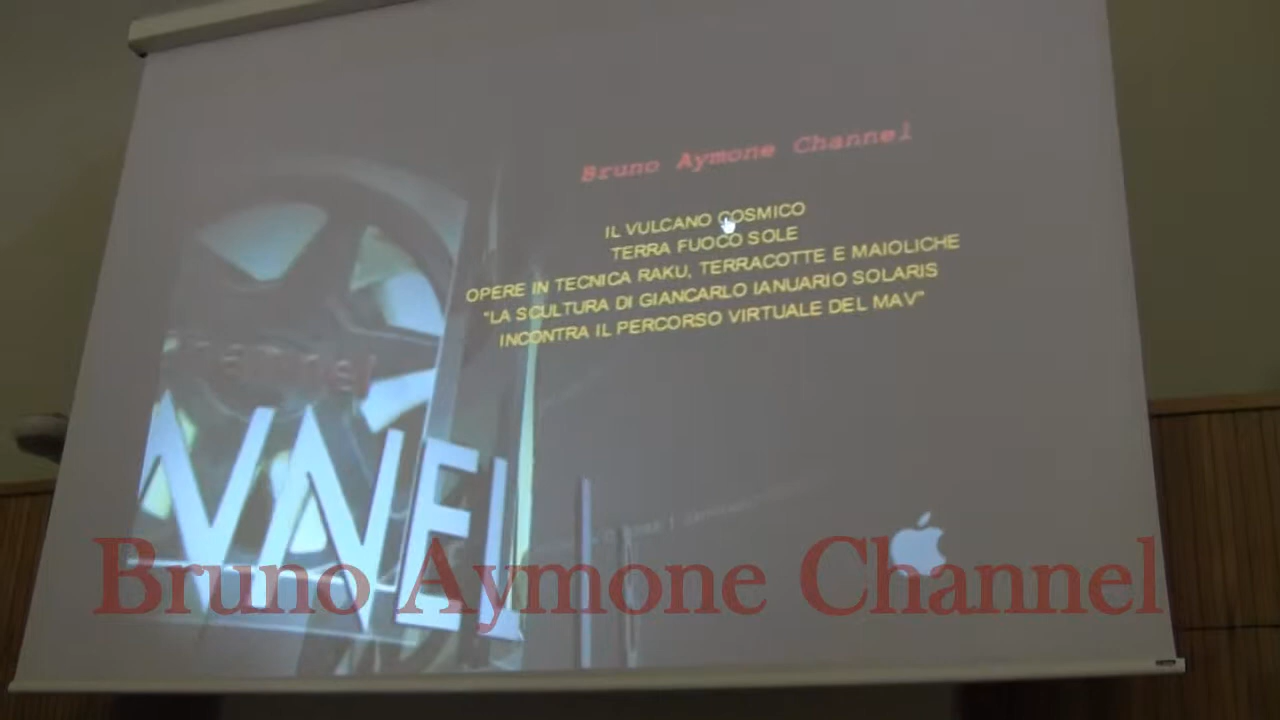 Bruno Aymone Channel
IL VULCANO COSMICO
TERRA FUOCO SOLE
OPERE IN TECNICA RAKU, TERRACOTTE E MAIOLICHE
"LA SCULTURA DI GIANCARLO IANUARIO SOLARIS
INCONTRA IL PERCORSO VIRTUALE DEL MAV"
NNEL
Bruno Aymone Channel